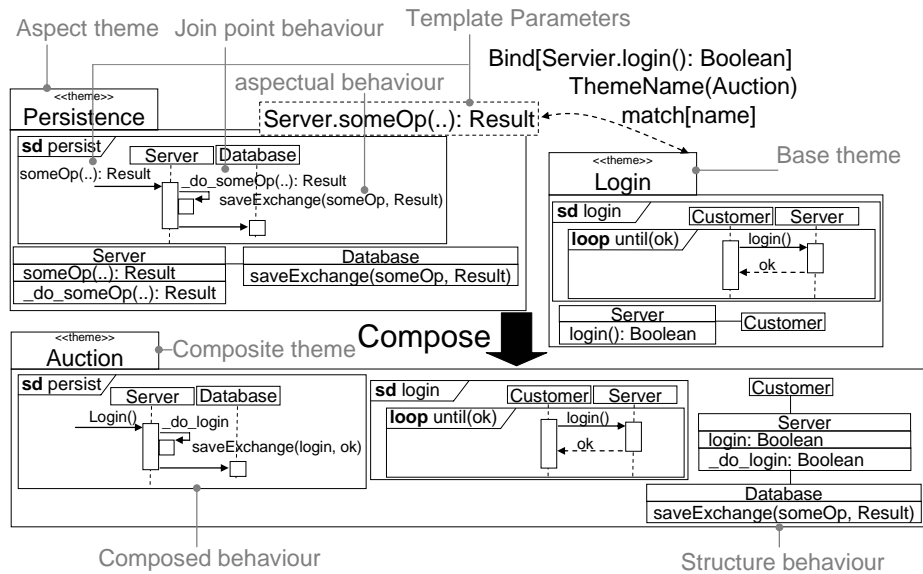 Aspect theme
Join point behaviour
Template Parameters
aspectual behaviour
Bind[Servier.login(): Boolean]
ThemeName(Auction)
match[name]
<<theme>>
Persistence
Server.someOp(..): Result
sd persist
Server
Database
someOp(..): Result
_do_someOp(..): Result
saveExchange(someOp, Result)
Server
someOp(..): Result
_do_someOp(..): Result
Database
saveExchange(someOp, Result)
Base theme
<<theme>>
Login
sd login
Customer
Server
loop until(ok)
login()
ok
Server
login(): Boolean
Customer
Compose
<<theme>>
Auction
Composite theme
sd persist
Server
Database
Login()
_do_login
saveExchange(login, ok)
sd login
Customer
Server
loop until(ok)
login()
ok
Customer
Server
login: Boolean
_do_login: Boolean
Database
saveExchange(someOp, Result)
Composed behaviour
Structure behaviour